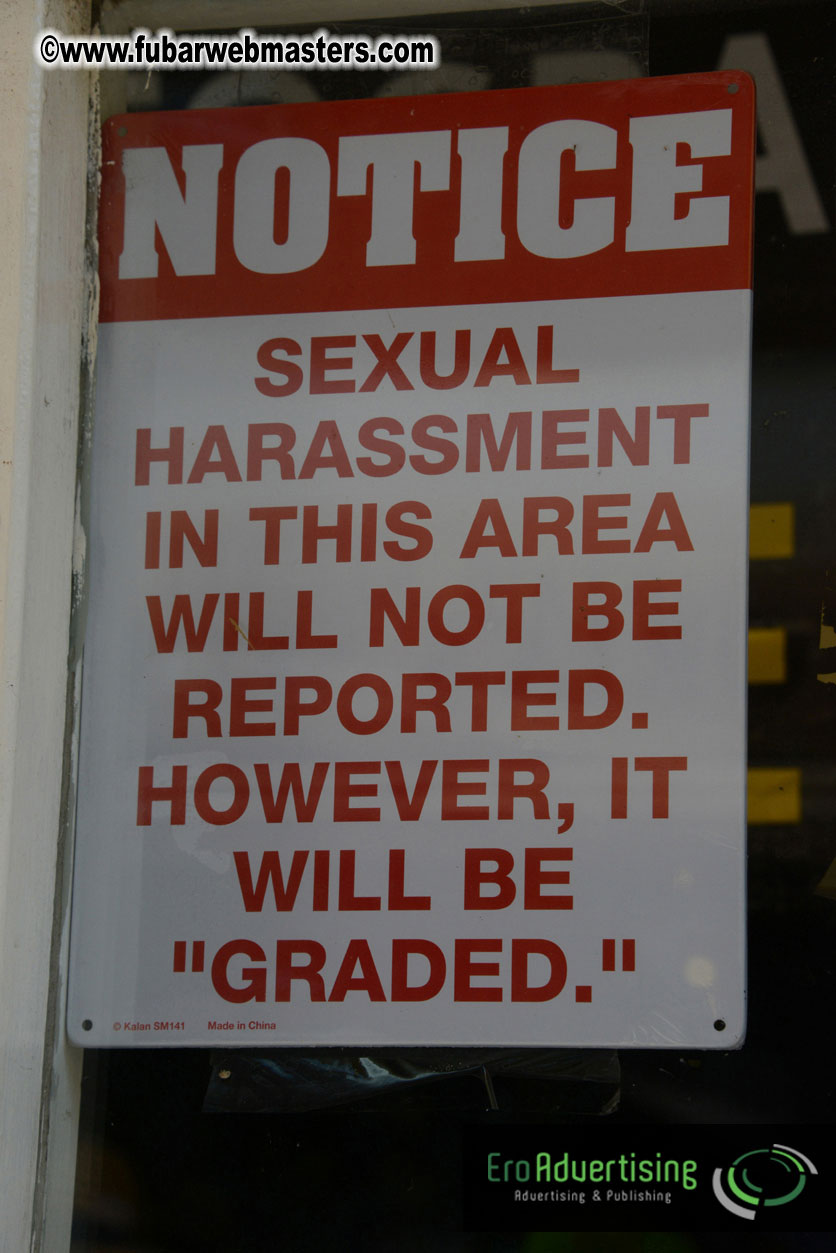 ©www.fubarwebmasters.com
NOTICE
SEXUAL
HARASSMENT
IN THIS AREA
WILL NOT BE
REPORTED.
HOWEVER, IT
WILL BE
"GRADED."
© Kalan SM141 Made in China
EroAdvertising
Advertising & Publishing